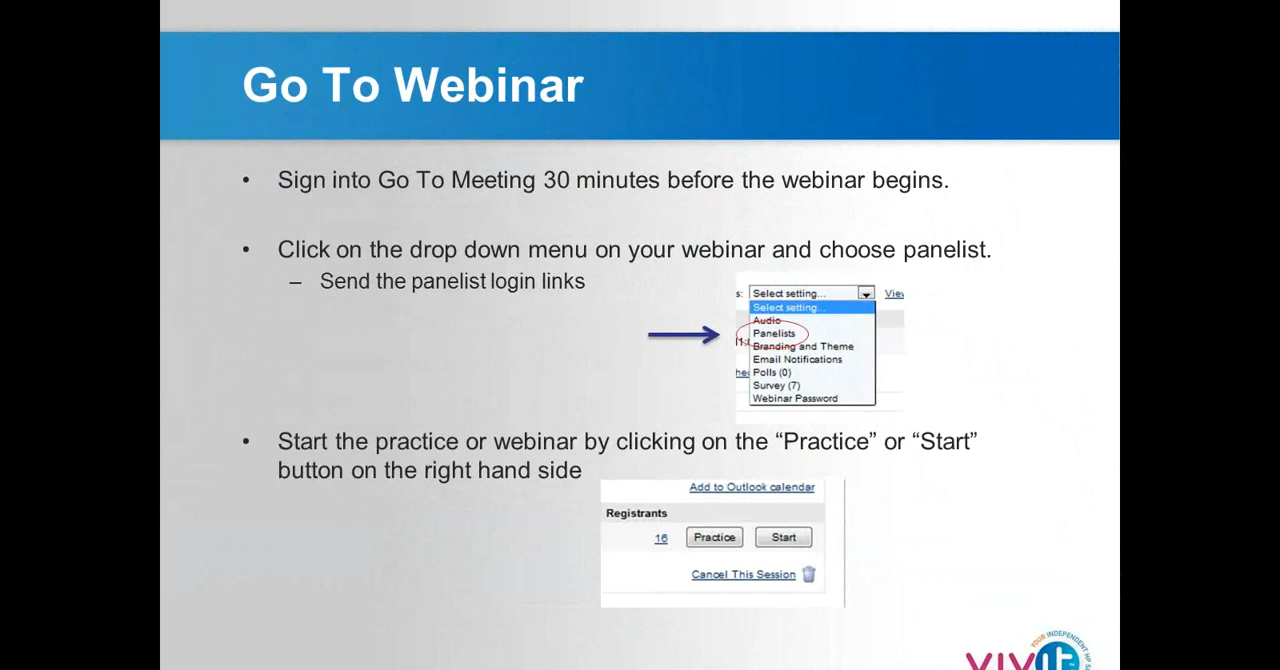 Go To Webinar
• Sign into Go To Meeting 30 minutes before the webinar begins.
• Click on the drop down menu on your webinar and choose panelist.
– Send the panelist login links
s: Select setting... View
Select setting...
Audio
Panelists
Branding and Theme
Email Notifications
Polls (0)
Survey (7)
Webinar Password
• Start the practice or webinar by clicking on the “Practice” or “Start”
button on the right hand side
Add to Outlook calendar
Registrants
16 Practice Start
Cancel This Session
YOUR INDEPENDENT HP